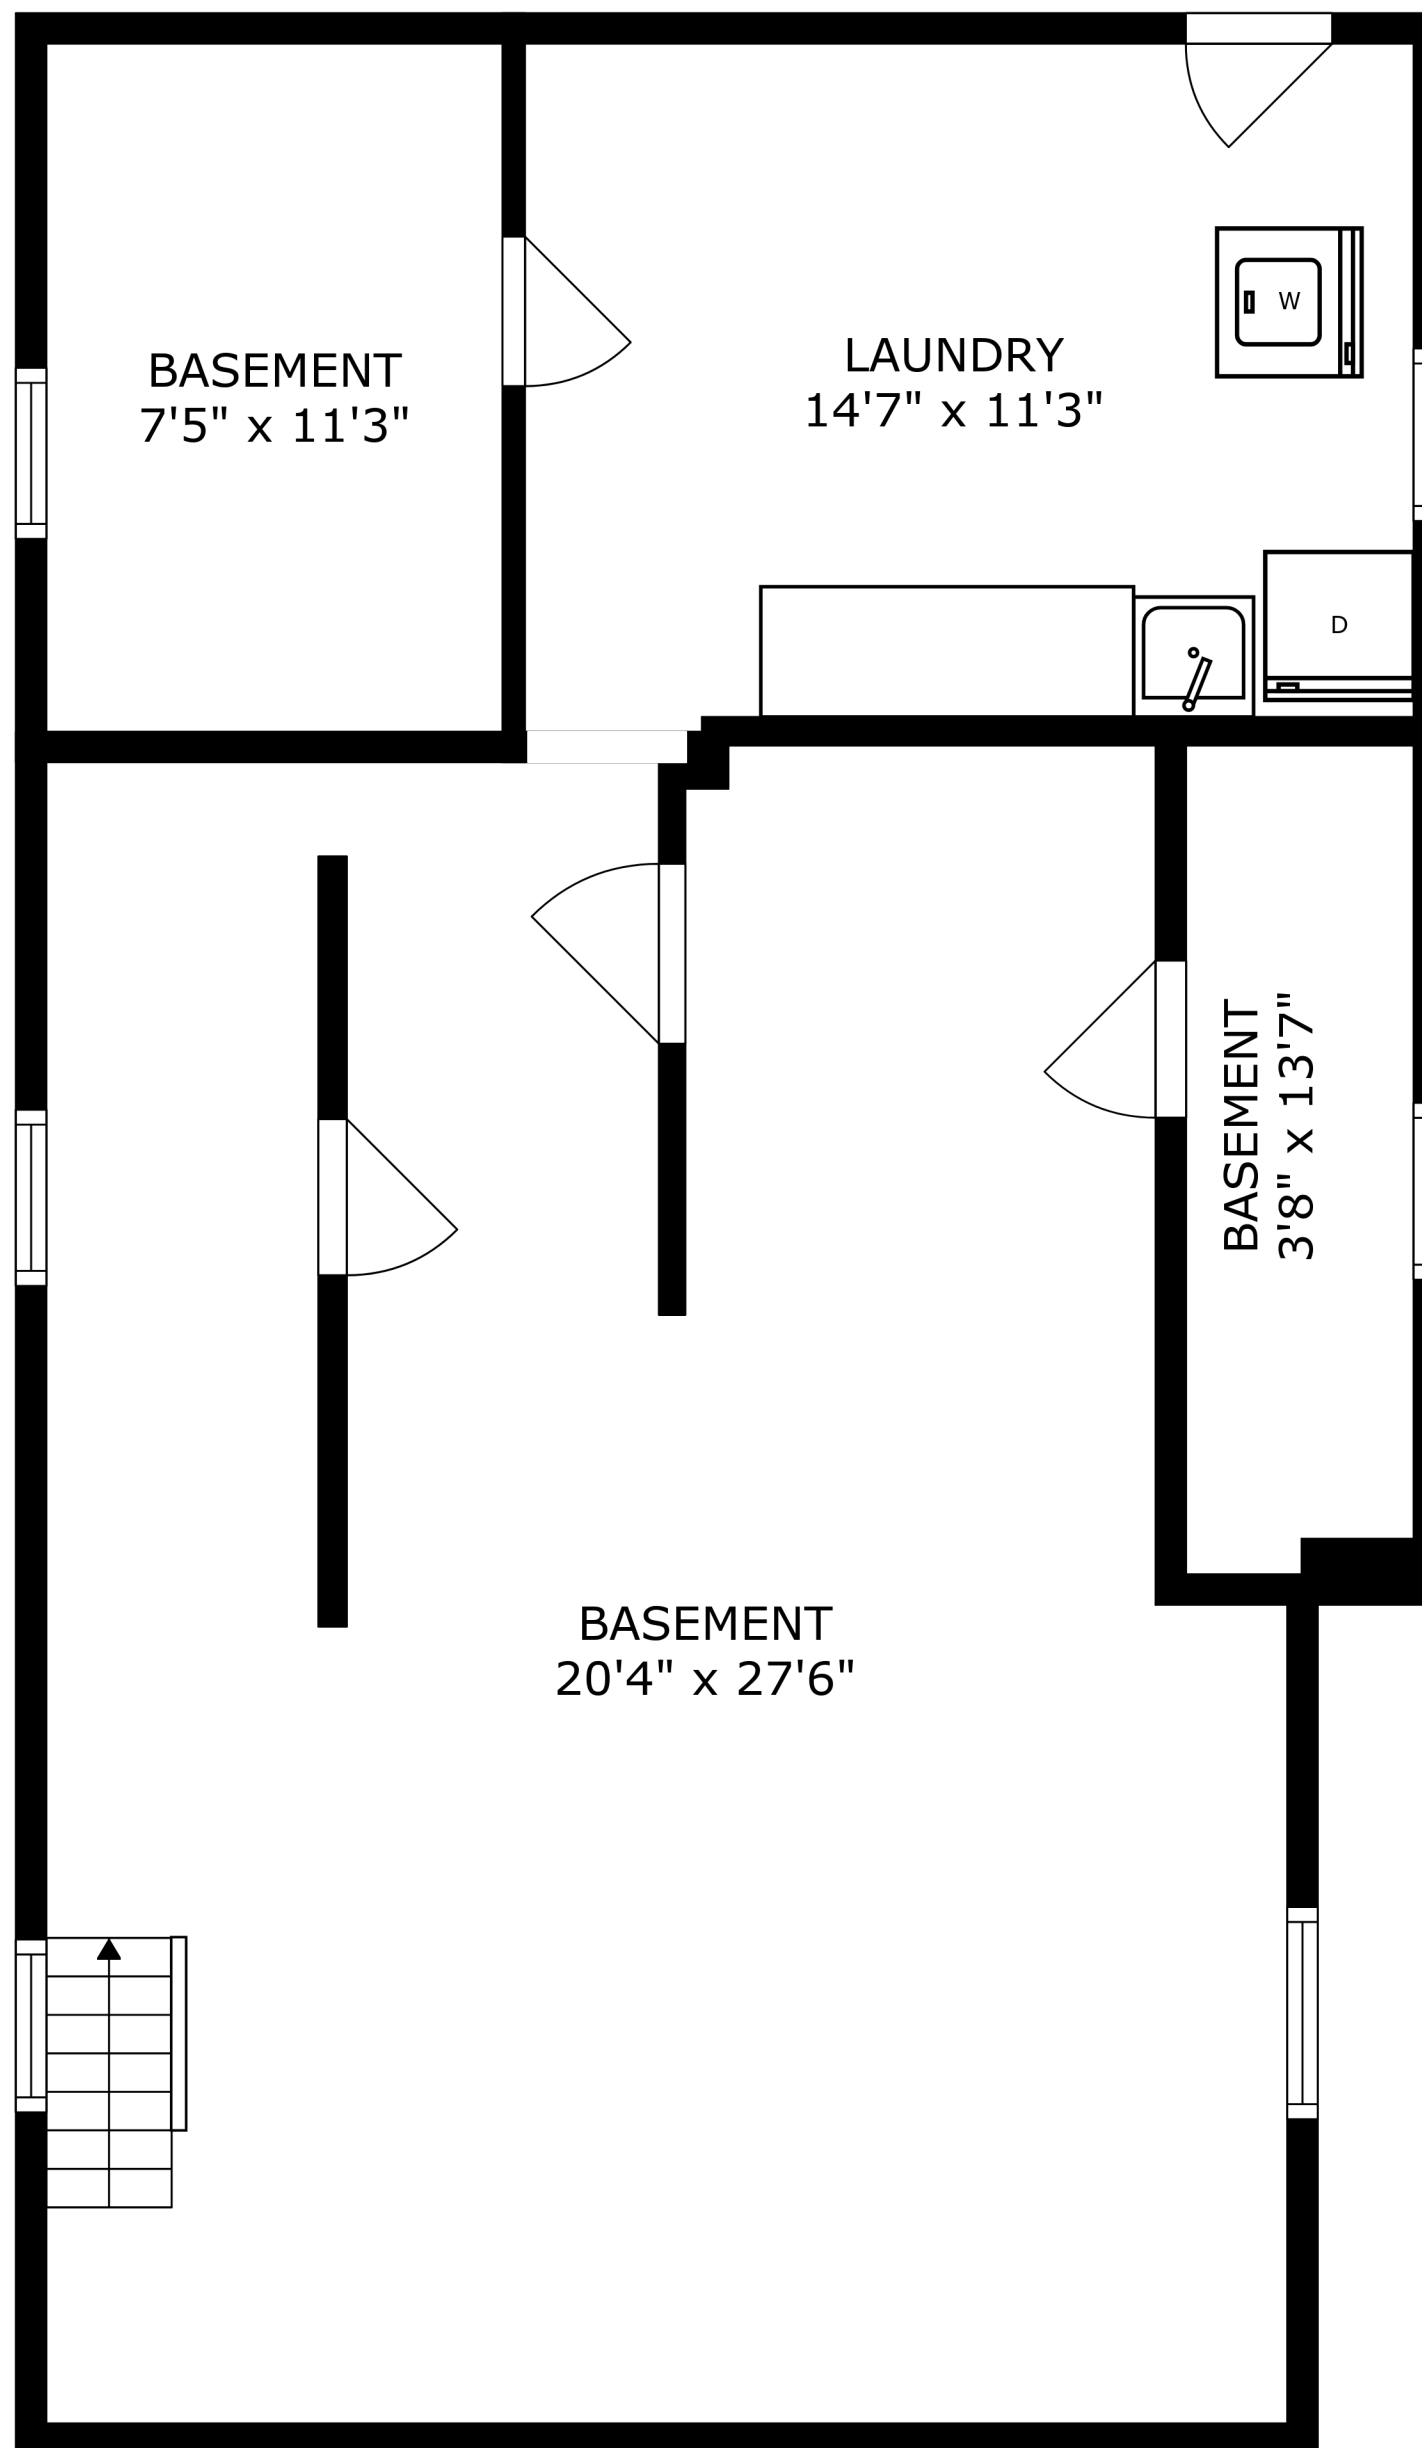 BASEMENT
7'5" x 11'3"
LAUNDRY
14'7" x 11'3"
W
D
BASEMENT
3'8" x 13'7"
BASEMENT
20'4" x 27'6"